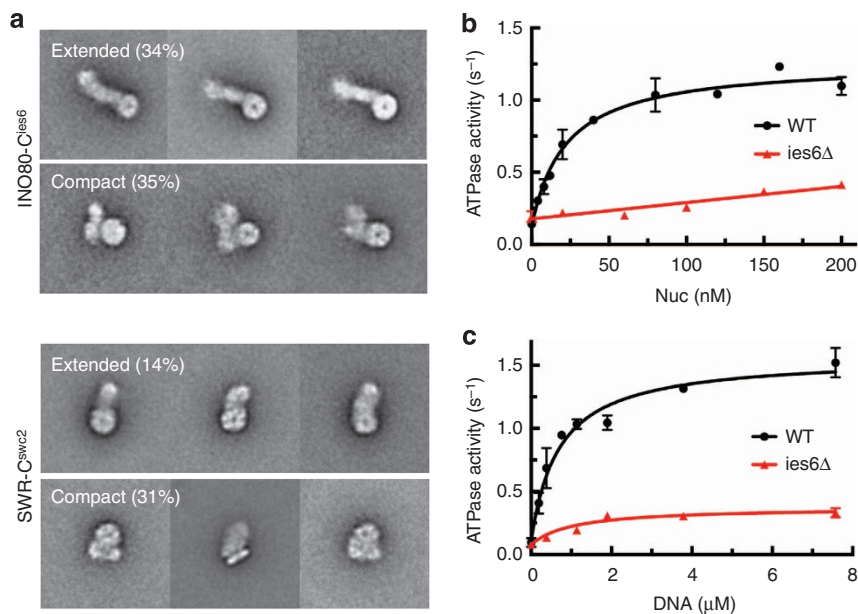 a
INO80-C^ies6
Extended (34%)
Compact (35%)
SWR-C^swc2
Extended (14%)
Compact (31%)
b
ATPase activity (s⁻¹)
1.5
1.0
0.5
0.0
WT
ies6Δ
0 50 100 150 200
Nuc (nM)
c
ATPase activity (s⁻¹)
1.5
1.0
0.5
0.0
WT
ies6Δ
0 2 4 6 8
DNA (μM)